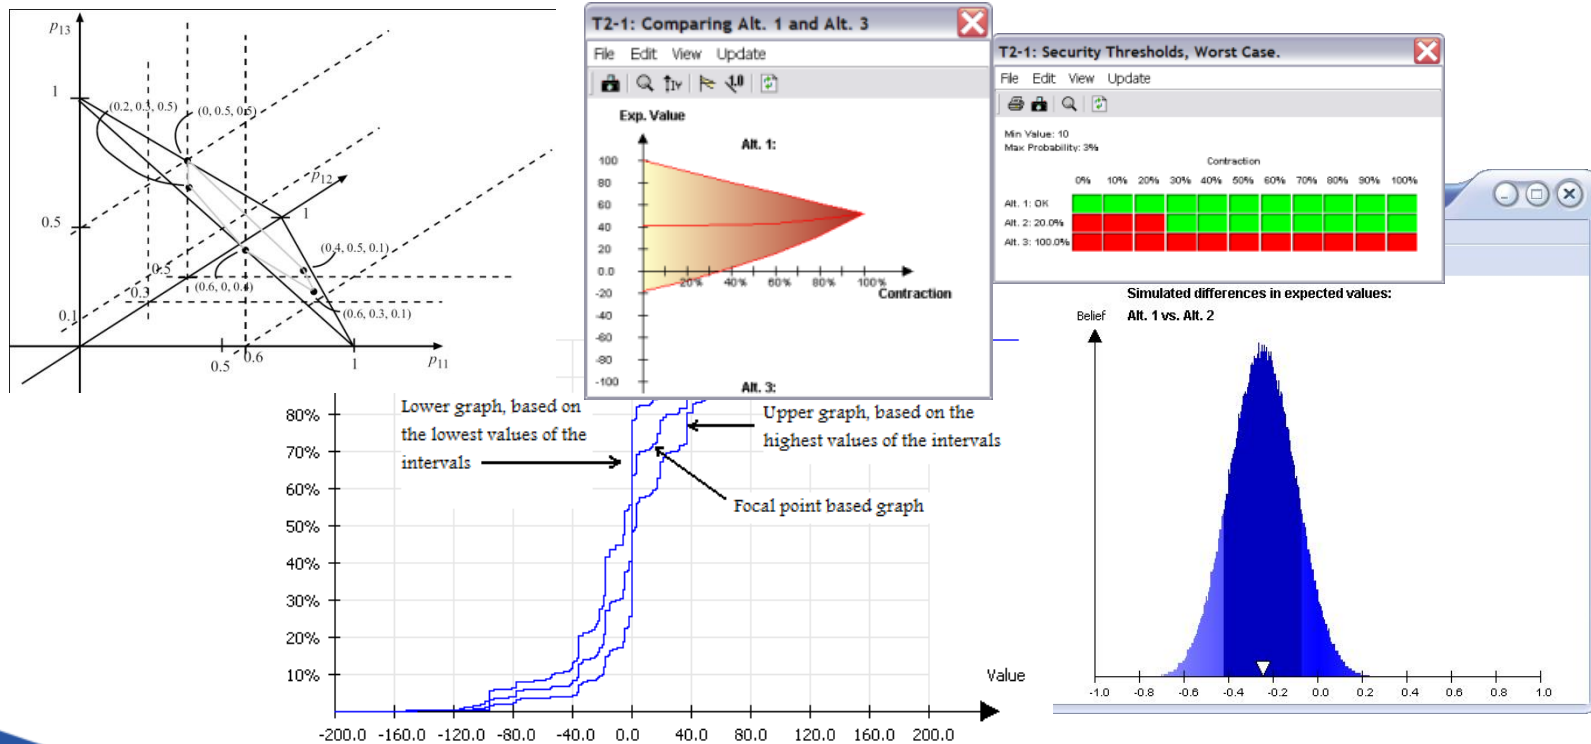 p13
1
(0.2, 0.3, 0.5)
(0, 0.5, 0.5)
p12
1
0.5
(0.4, 0.5, 0.1)
0.5
(0.6, 0, 0.4)
0.3
(0.6, 0.3, 0.1)
0.1
0.5
0.6
1
p11
T2-1: Comparing Alt. 1 and Alt. 3
File Edit View Update
1.0
Exp. Value
Alt. 1:
100
80
60
40
20
0.0
-20
-40
-60
-80
-100
20% 40% 60% 80% 100%
Contraction
Alt. 3:
T2-1: Security Thresholds, Worst Case.
File Edit View Update
Min Value: 10
Max Probability: 3%
Contraction
0% 10% 20% 30% 40% 50% 60% 70% 80% 90% 100%
Alt. 1: OK
Alt. 2: 20.0%
Alt. 3: 100.0%
Lower graph, based on
the lowest values of the
intervals
Upper graph, based on the
highest values of the intervals
Focal point based graph
80%
70%
60%
50%
40%
30%
20%
10%
Value
-200.0 -160.0 -120.0 -80.0 -40.0 0.0 40.0 80.0 120.0 160.0 200.0
Simulated differences in expected values:
Belief Alt. 1 vs. Alt. 2
-1.0 -0.8 -0.6 -0.4 -0.2 0.0 0.2 0.4 0.6 0.8 1.0